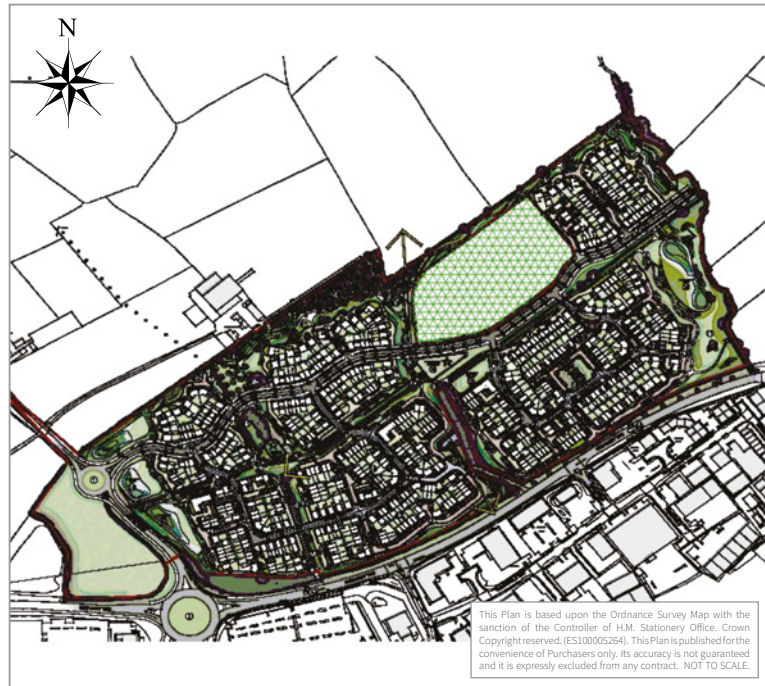 N
This Plan is based upon the Ordnance Survey Map with the
sanction of the Controller of H.M. Stationery Office. Crown
Copyright reserved. (ES100005264). This Plan is published for the
convenience of Purchasers only. Its accuracy is not guaranteed
and it is expressly excluded from any contract. NOT TO SCALE.